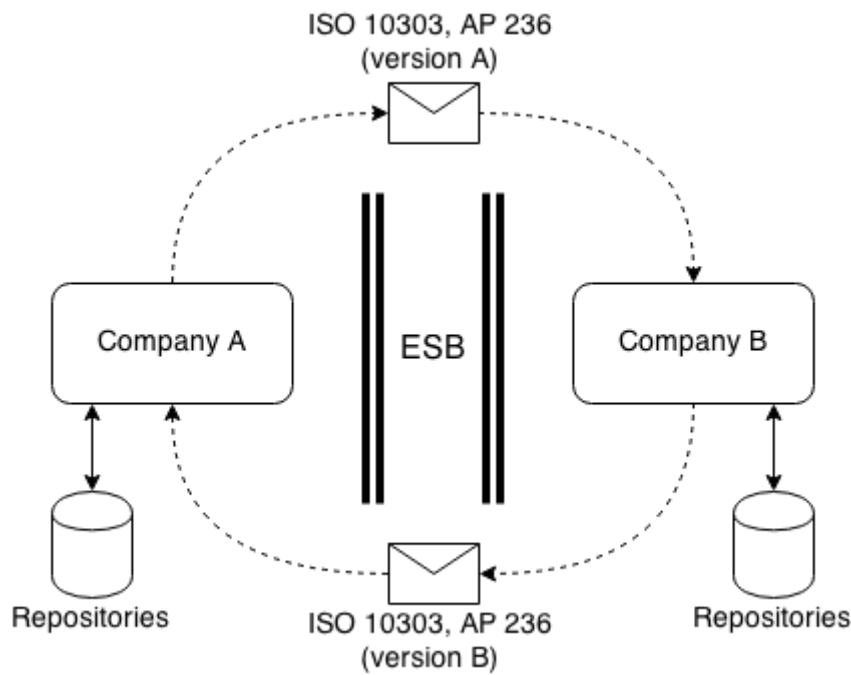 ISO 10303, AP 236
(version A)
Company A
ESB
Company B
Repositories
Repositories
ISO 10303, AP 236
(version B)